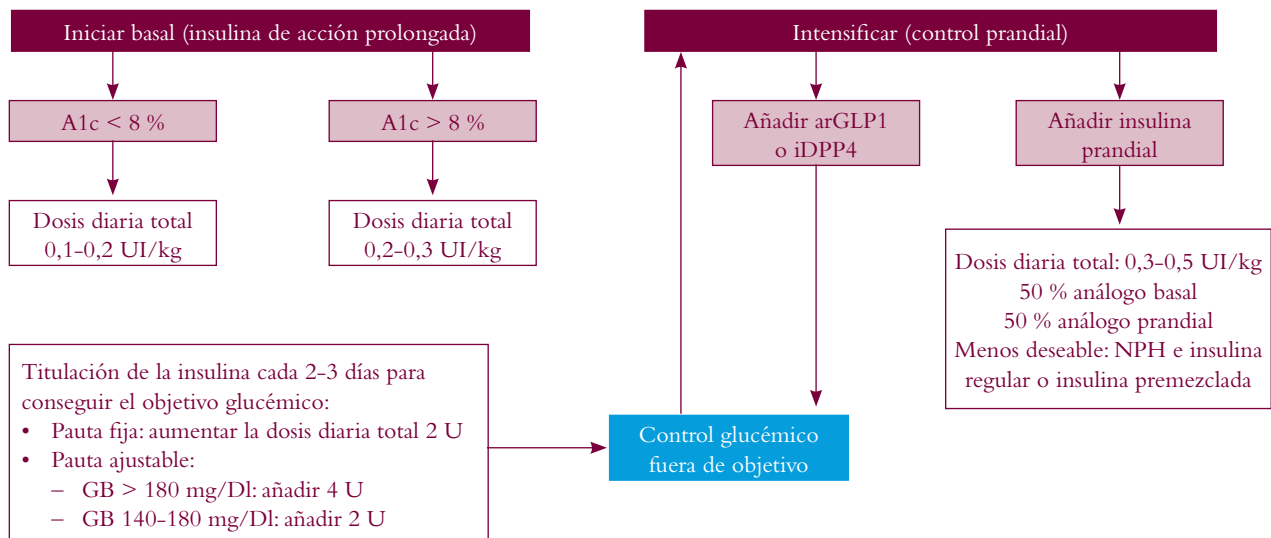 Iniciar basal (insulina de acción prolongada)
A1c < 8 %
A1c > 8 %
Dosis diaria total
0,1-0,2 UI/kg
Dosis diaria total
0,2-0,3 UI/kg
Titulación de la insulina cada 2-3 días para
conseguir el objetivo glucémico:
• Pauta fija: aumentar la dosis diaria total 2 U
• Pauta ajustable:
– GB > 180 mg/Dl: añadir 4 U
– GB 140-180 mg/Dl: añadir 2 U
Intensificar (control prandial)
Añadir arGLP1
o iDPP4
Añadir insulina
prandial
Dosis diaria total: 0,3-0,5 UI/kg
50 % análogo basal
50 % análogo prandial
Menos deseable: NPH e insulina
regular o insulina premezclada
Control glucémico
fuera de objetivo